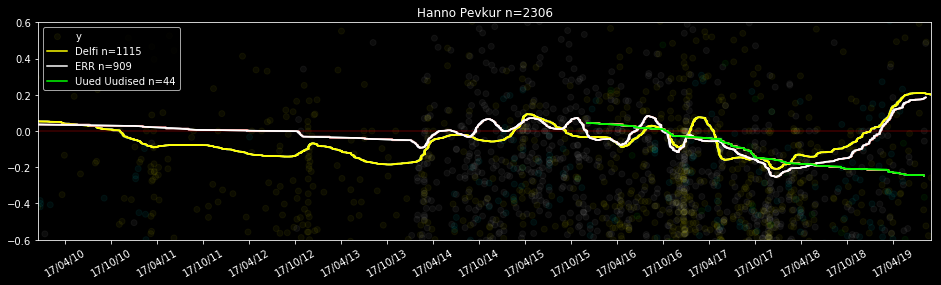 Hanno Pevkur n=2306
y
Delfi n=1115
ERR n=909
Uued Uudised n=44
0.6
0.4
0.2
0.0
−0.2
−0.4
−0.6
17/04/10 17/10/10 17/04/11 17/10/11 17/04/12 17/10/12 17/04/13 17/10/13 17/04/14 17/10/14 17/04/15 17/10/15 17/04/16 17/10/16 17/04/17 17/10/17 17/04/18 17/10/18 17/04/19